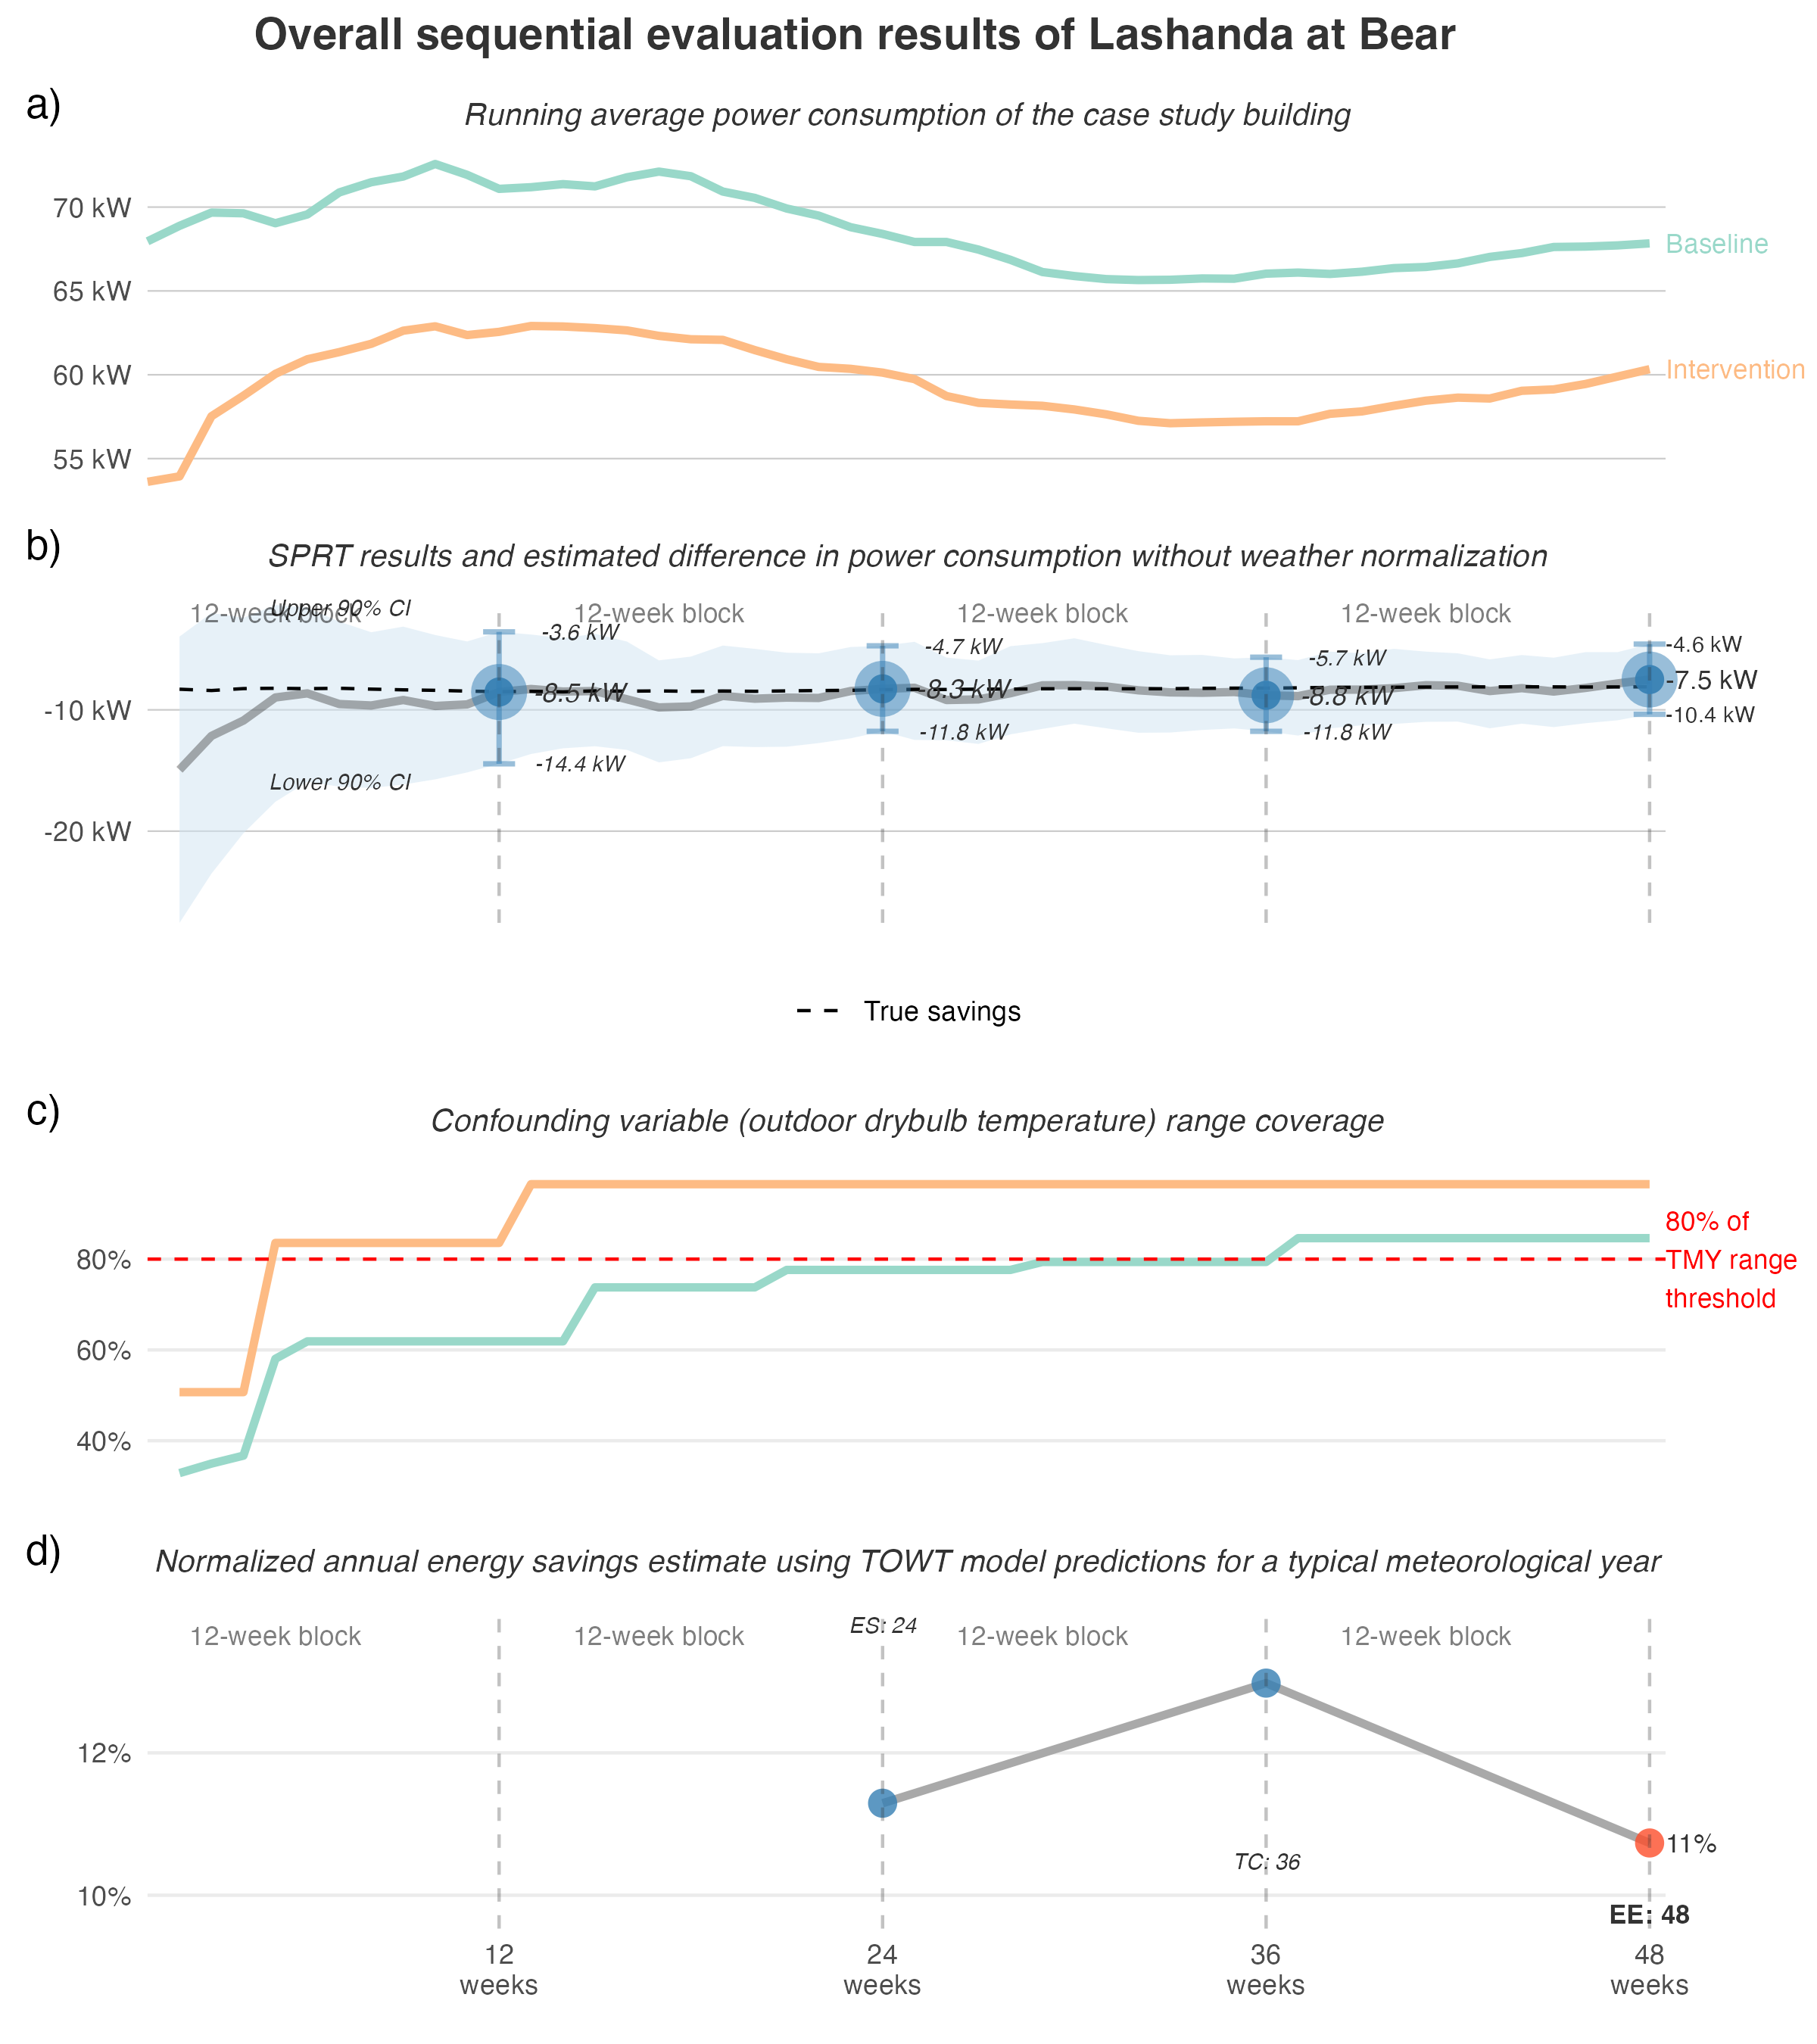 Overall sequential evaluation results of Lashanda at Bear
a)
Running average power consumption of the case study building
70 kW
65 kW
60 kW
55 kW
Baseline
Intervention
b)
SPRT results and estimated difference in power consumption without weather normalization
12-week block
12-week block
12-week block
12-week block
Upper 90% CI
Lower 90% CI
-3.6 kW
-8.5 kW
-14.4 kW
-4.7 kW
-8.3 kW
-11.8 kW
-5.7 kW
-8.8 kW
-11.8 kW
-4.6 kW
-7.5 kW
-10.4 kW
-10 kW
-20 kW
True savings
c)
Confounding variable (outdoor drybulb temperature) range coverage
80%
60%
40%
80% of
TMY range
threshold
d)
Normalized annual energy savings estimate using TOWT model predictions for a typical meteorological year
12-week block
12-week block
12-week block
12-week block
ES: 24
12%
10%
TC: 36
11%
EE: 48
12
weeks
24
weeks
36
weeks
48
weeks